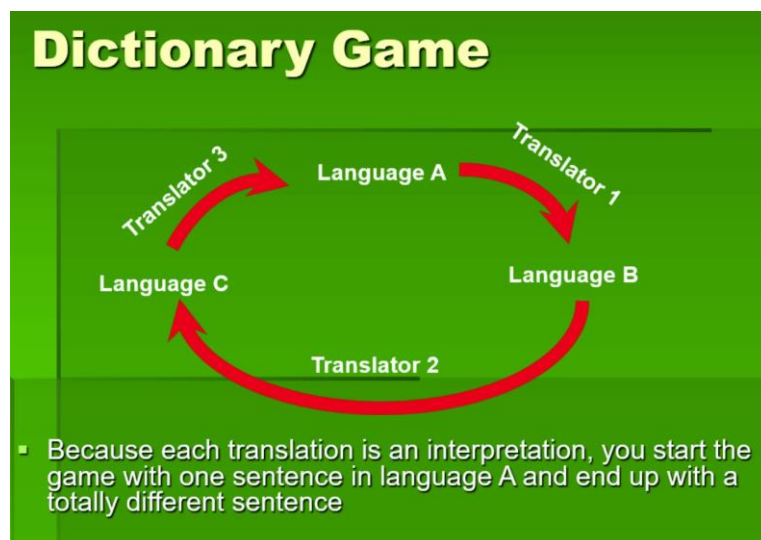 Dictionary Game
Translator 3
Language A
Translator 1
Language C
Language B
Translator 2
Because each translation is an interpretation, you start the
game with one sentence in language A and end up with a
totally different sentence